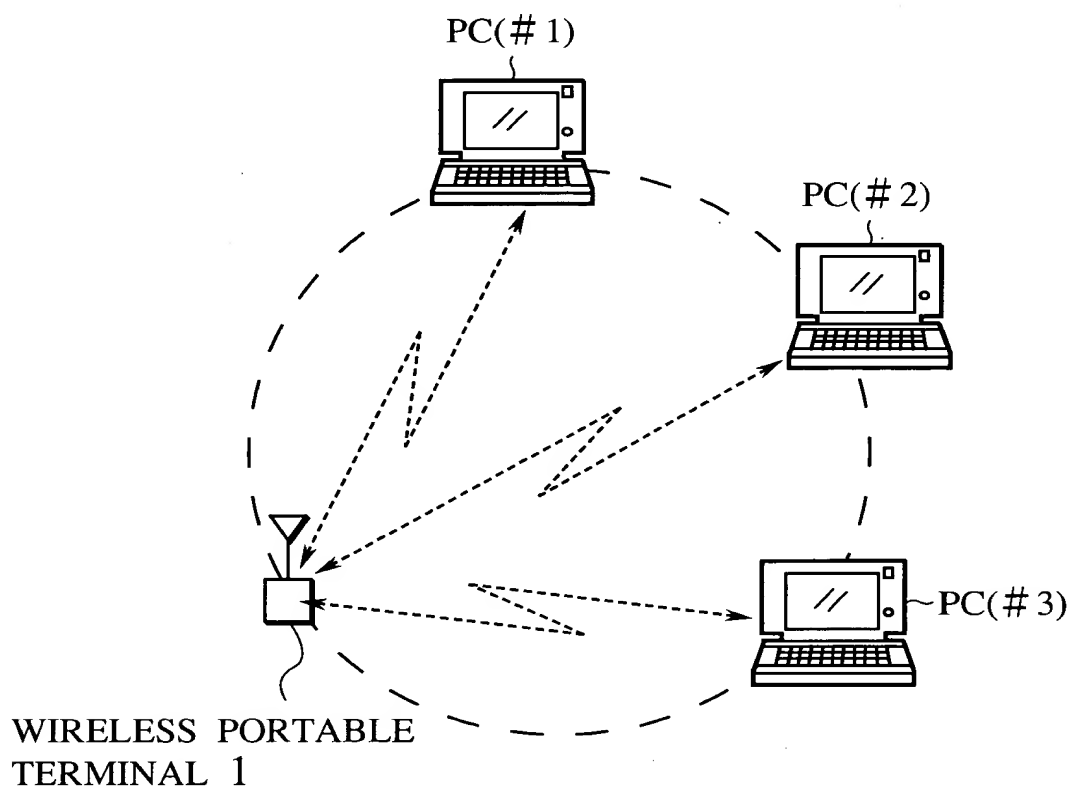 PC(# 1)
PC(# 2)
PC(# 3)
WIRELESS PORTABLE
TERMINAL 1